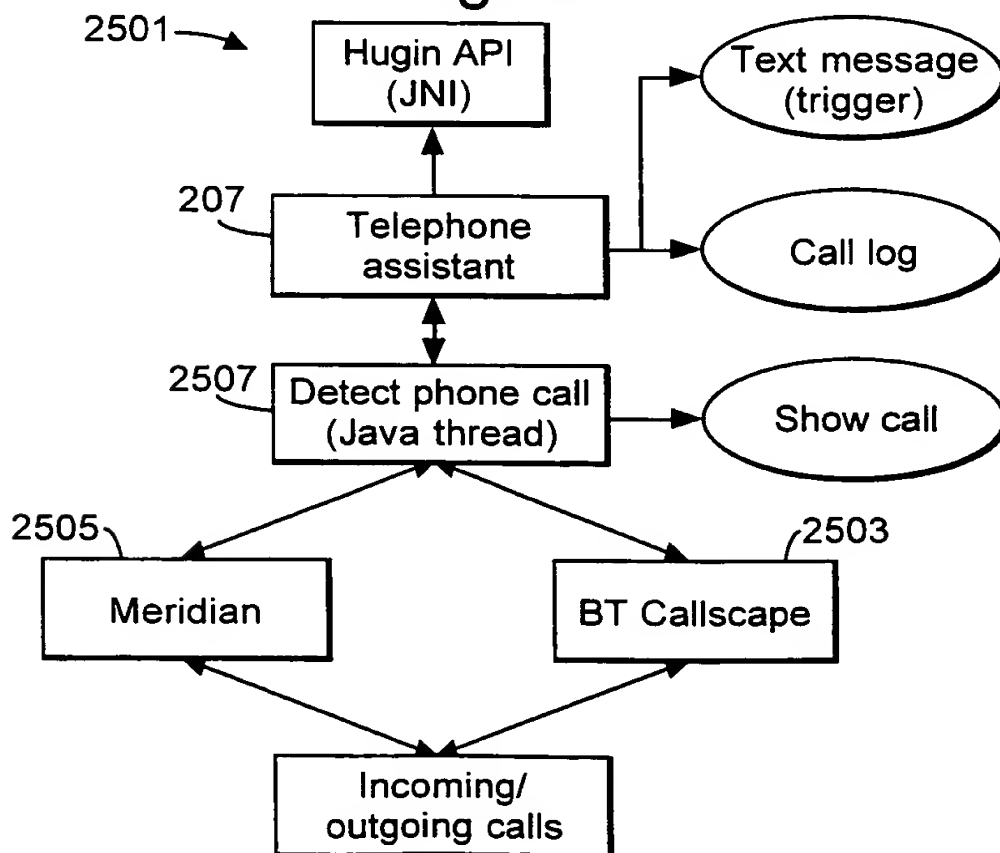 2501
Hugin API
(JNI)
Text message
(trigger)
207
Telephone
assistant
Call log
2507
Detect phone call
(Java thread)
Show call
2505
2503
Meridian
BT Callscape
Incoming/
outgoing calls